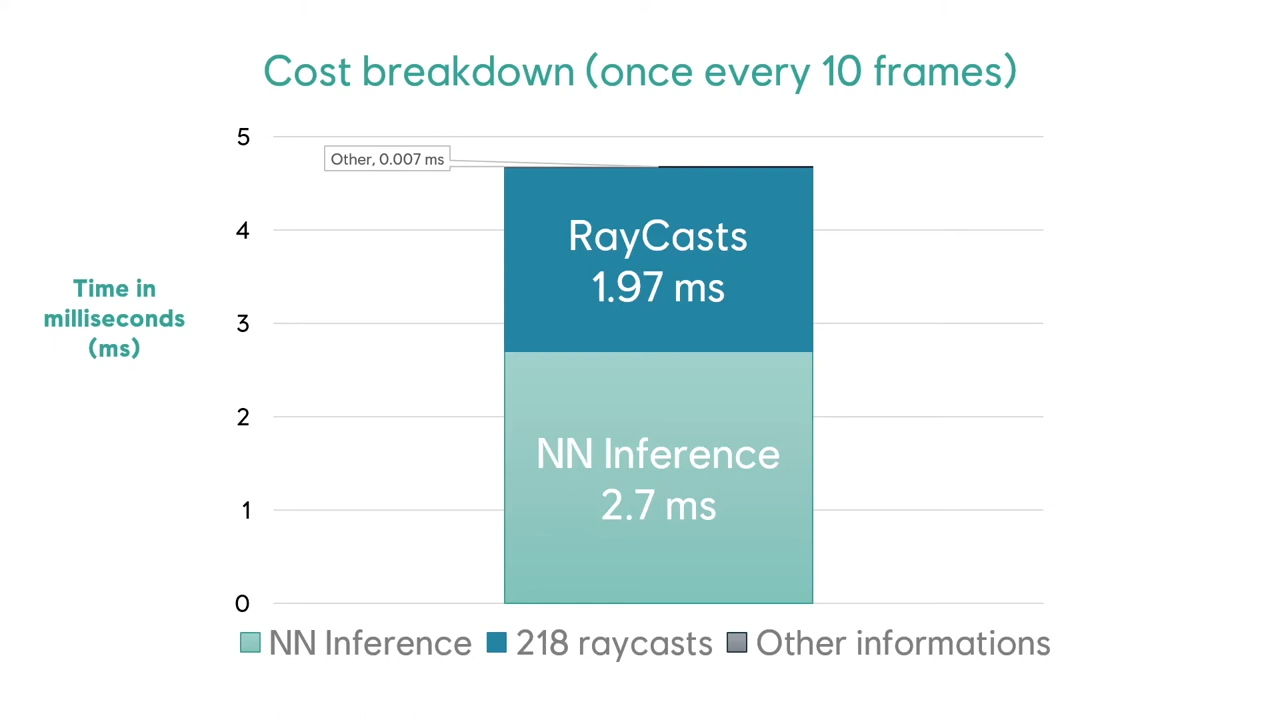 Cost breakdown (once every 10 frames)
5
Other, 0.007 ms
4
RayCasts
1.97 ms
Time in
milliseconds
(ms)
3
2
NN Inference
2.7 ms
1
0
NN Inference
218 raycasts
Other informations